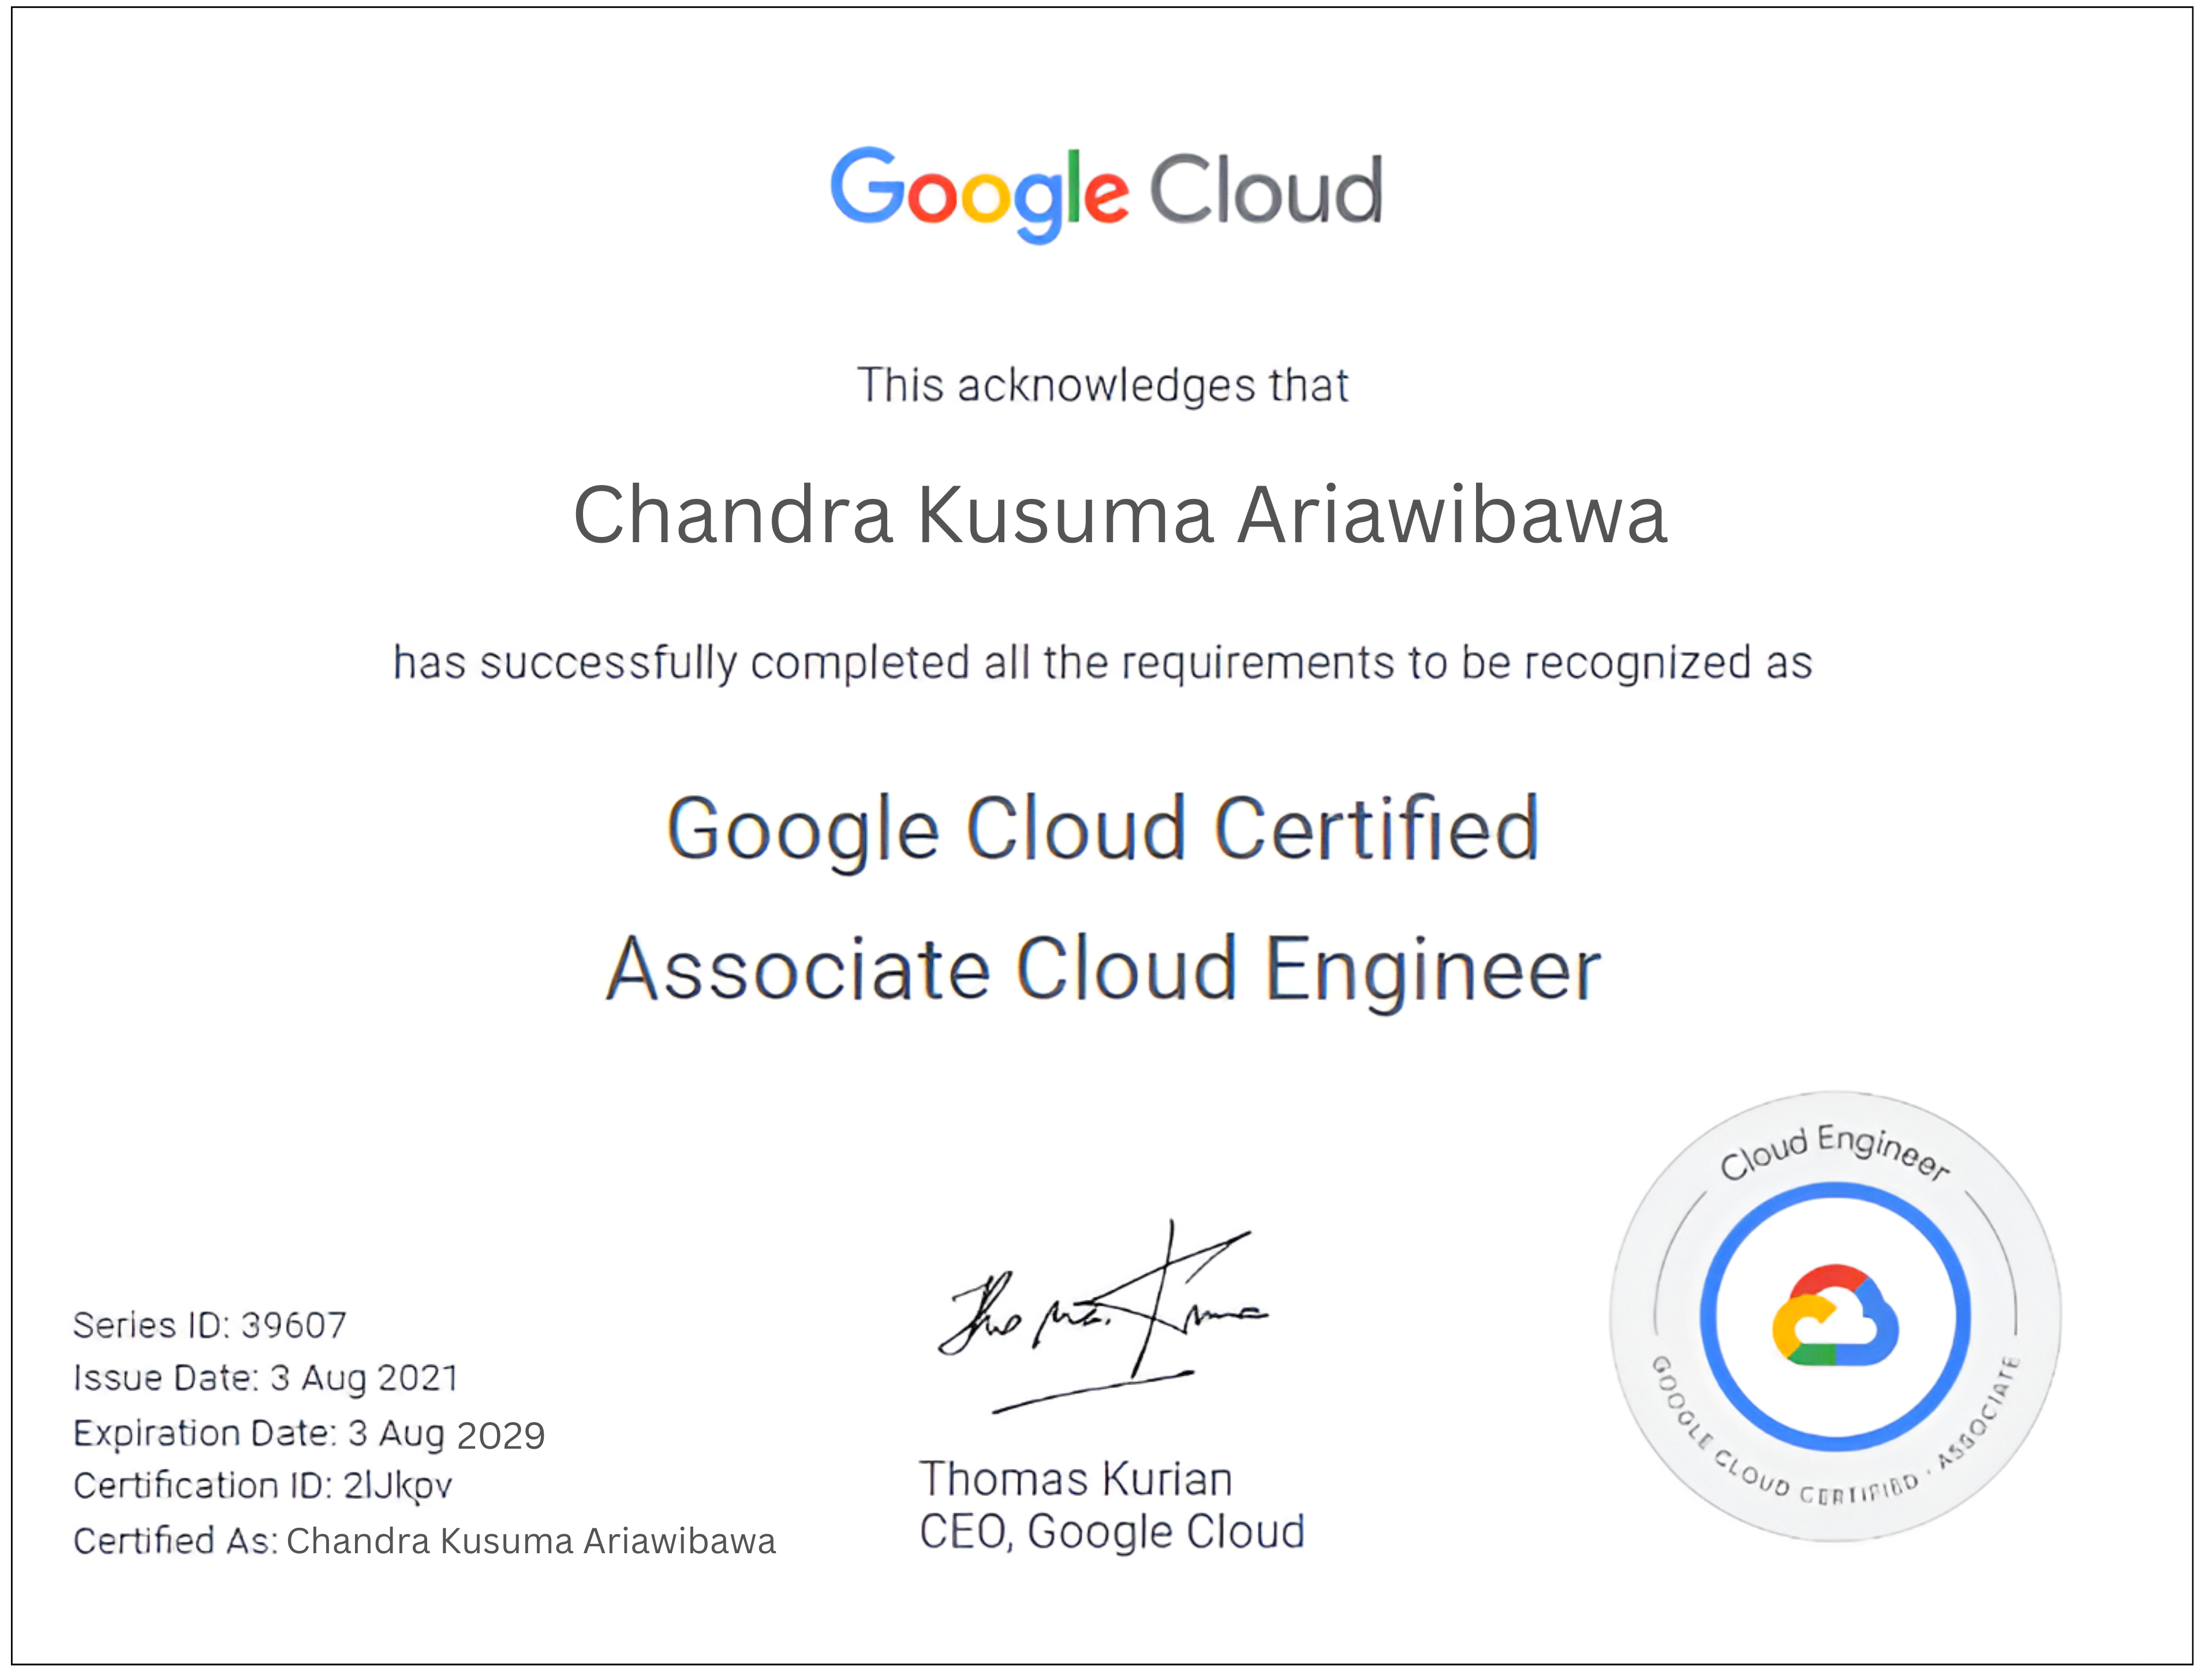 Google Cloud
This acknowledges that
Chandra Kusuma Ariawibawa
has successfully completed all the requirements to be recognized as
Google Cloud Certified
Associate Cloud Engineer
Series ID: 39607
Issue Date: 3 Aug 2021
Expiration Date: 3 Aug 2029
Certification ID: 2lJkpv
Certified As: Chandra Kusuma Ariawibawa
Thomas Kurian
CEO, Google Cloud
Cloud Engineer
GOOGLE CLOUD CERTIFIED · ASSOCIATE